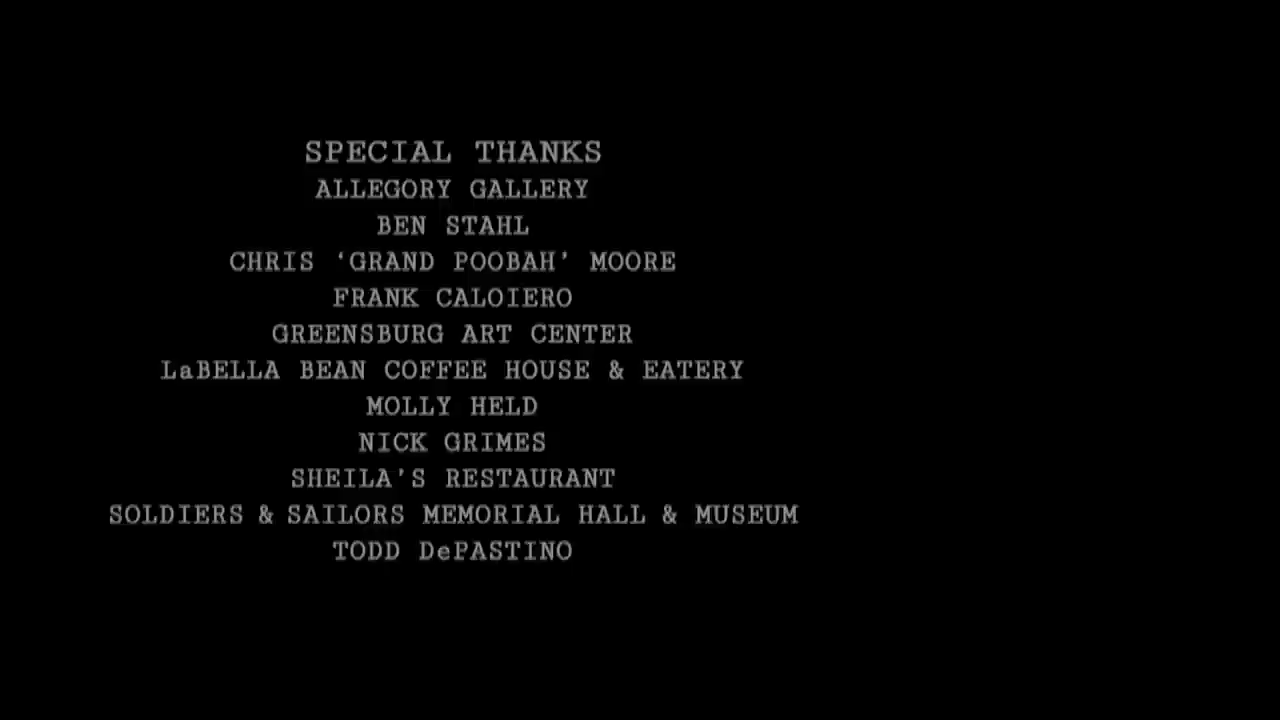 SPECIAL THANKS
ALLEGORY GALLERY
BEN STAHL
CHRIS ‘GRAND POOBAH’ MOORE
FRANK CALOIERO
GREENSBURG ART CENTER
LaBELLA BEAN COFFEE HOUSE & EATERY
MOLLY HELD
NICK GRIMES
SHEILA’S RESTAURANT
SOLDIERS & SAILORS MEMORIAL HALL & MUSEUM
TODD DePASTINO